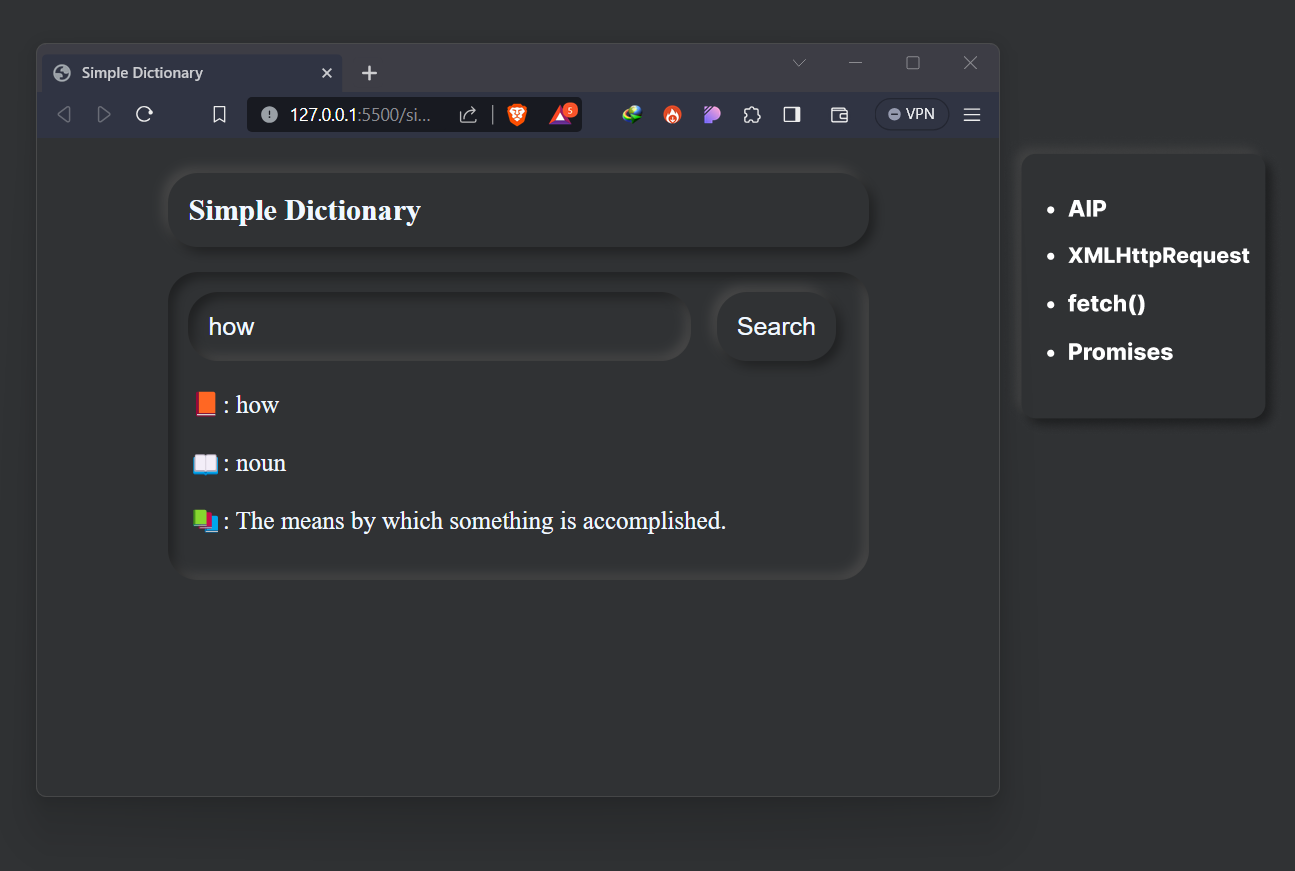 Simple Dictionary
127.0.0.1:5500/si...
5
VPN
Simple Dictionary
how
Search
: how
: noun
: The means by which something is accomplished.
• AIP
• XMLHttpRequest
• fetch()
• Promises